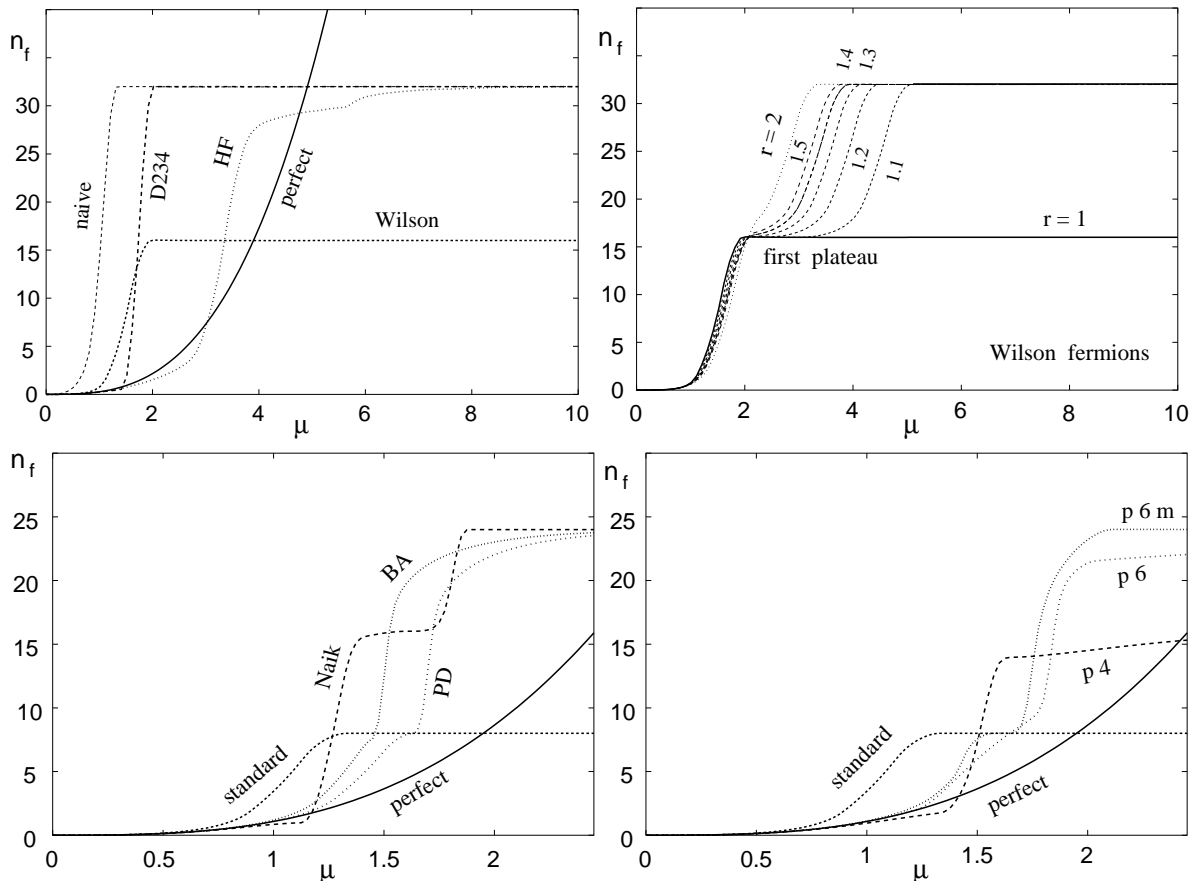 n f
30
25
20
15
10
5
0
naive
D234
HF
perfect
Wilson
0 2 4 6 8 10
μ
n f
30
25
20
15
10
5
0
r = 2
1.5
1.4
1.3
1.2
1.1
r = 1
first plateau
Wilson fermions
0 2 4 6 8 10
μ
n f
25
20
15
10
5
0
standard
Naik
BA
PD
perfect
0 0.5 1 1.5 2
μ
n f
25
20
15
10
5
0
standard
p 6 m
p 6
p 4
perfect
0 0.5 1 1.5 2
μ